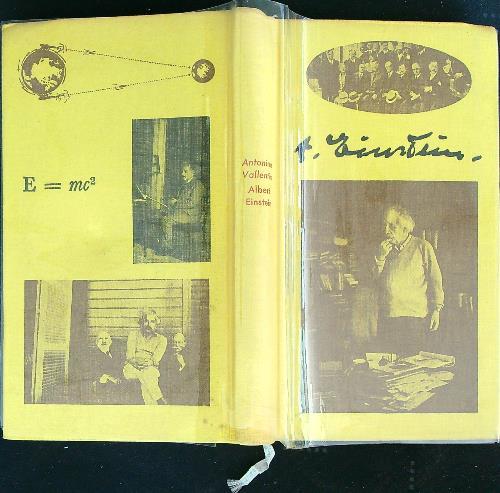 E = mc²
Antonina
Vallentin
Albert
Einstein
A. Einstein.